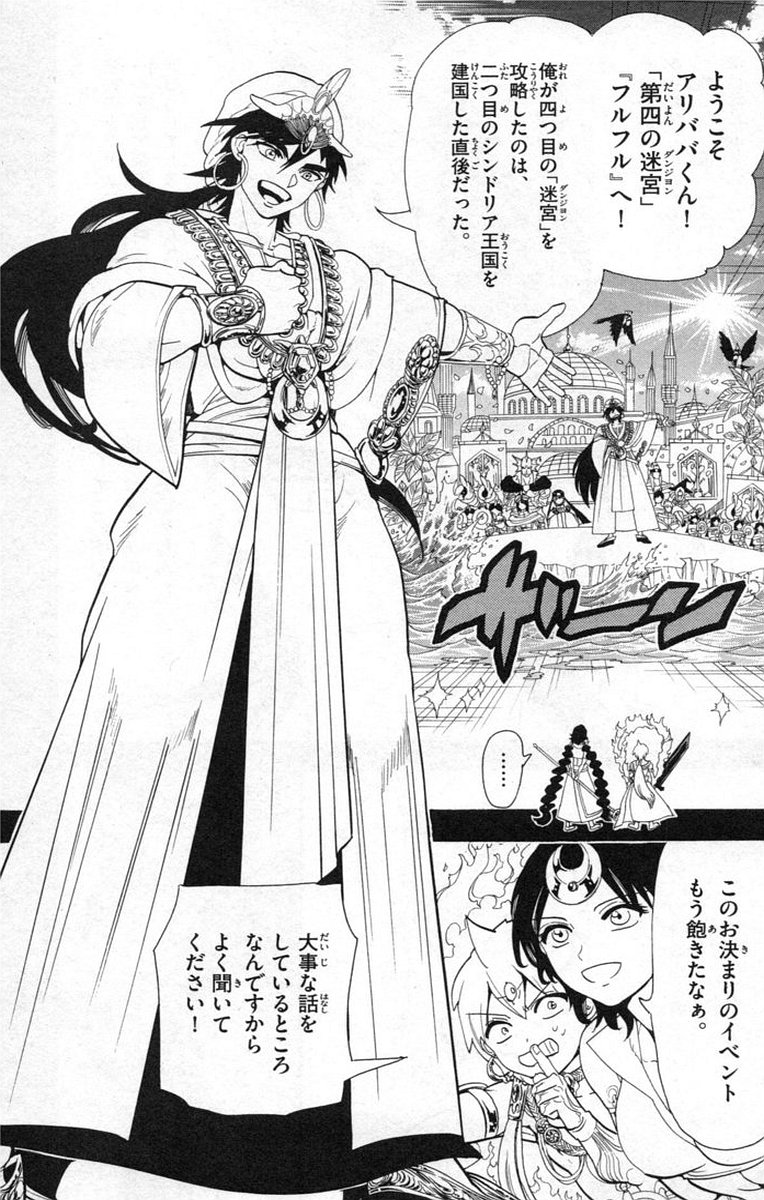 ようこそ
アリババくん!
「第四の迷宮」
『フルフル』へ!
俺が四つ目の「迷宮」を
攻略したのは、
二つ目のシンドリア王国を
建国した直後だった。
ザーン
……
このお決まりのイベント
もう飽きたなぁ。
大事な話を
しているところ
なんですから
よく聞いて
ください!